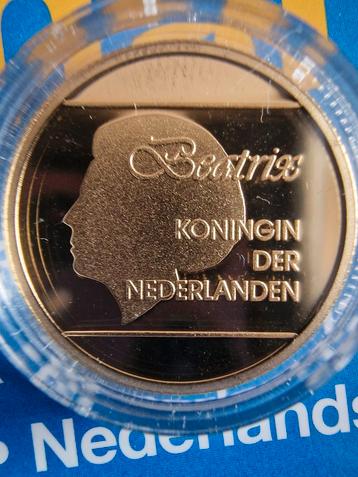 Beatrix
KONINGIN
DER
NEDERLANDEN
Nederlands